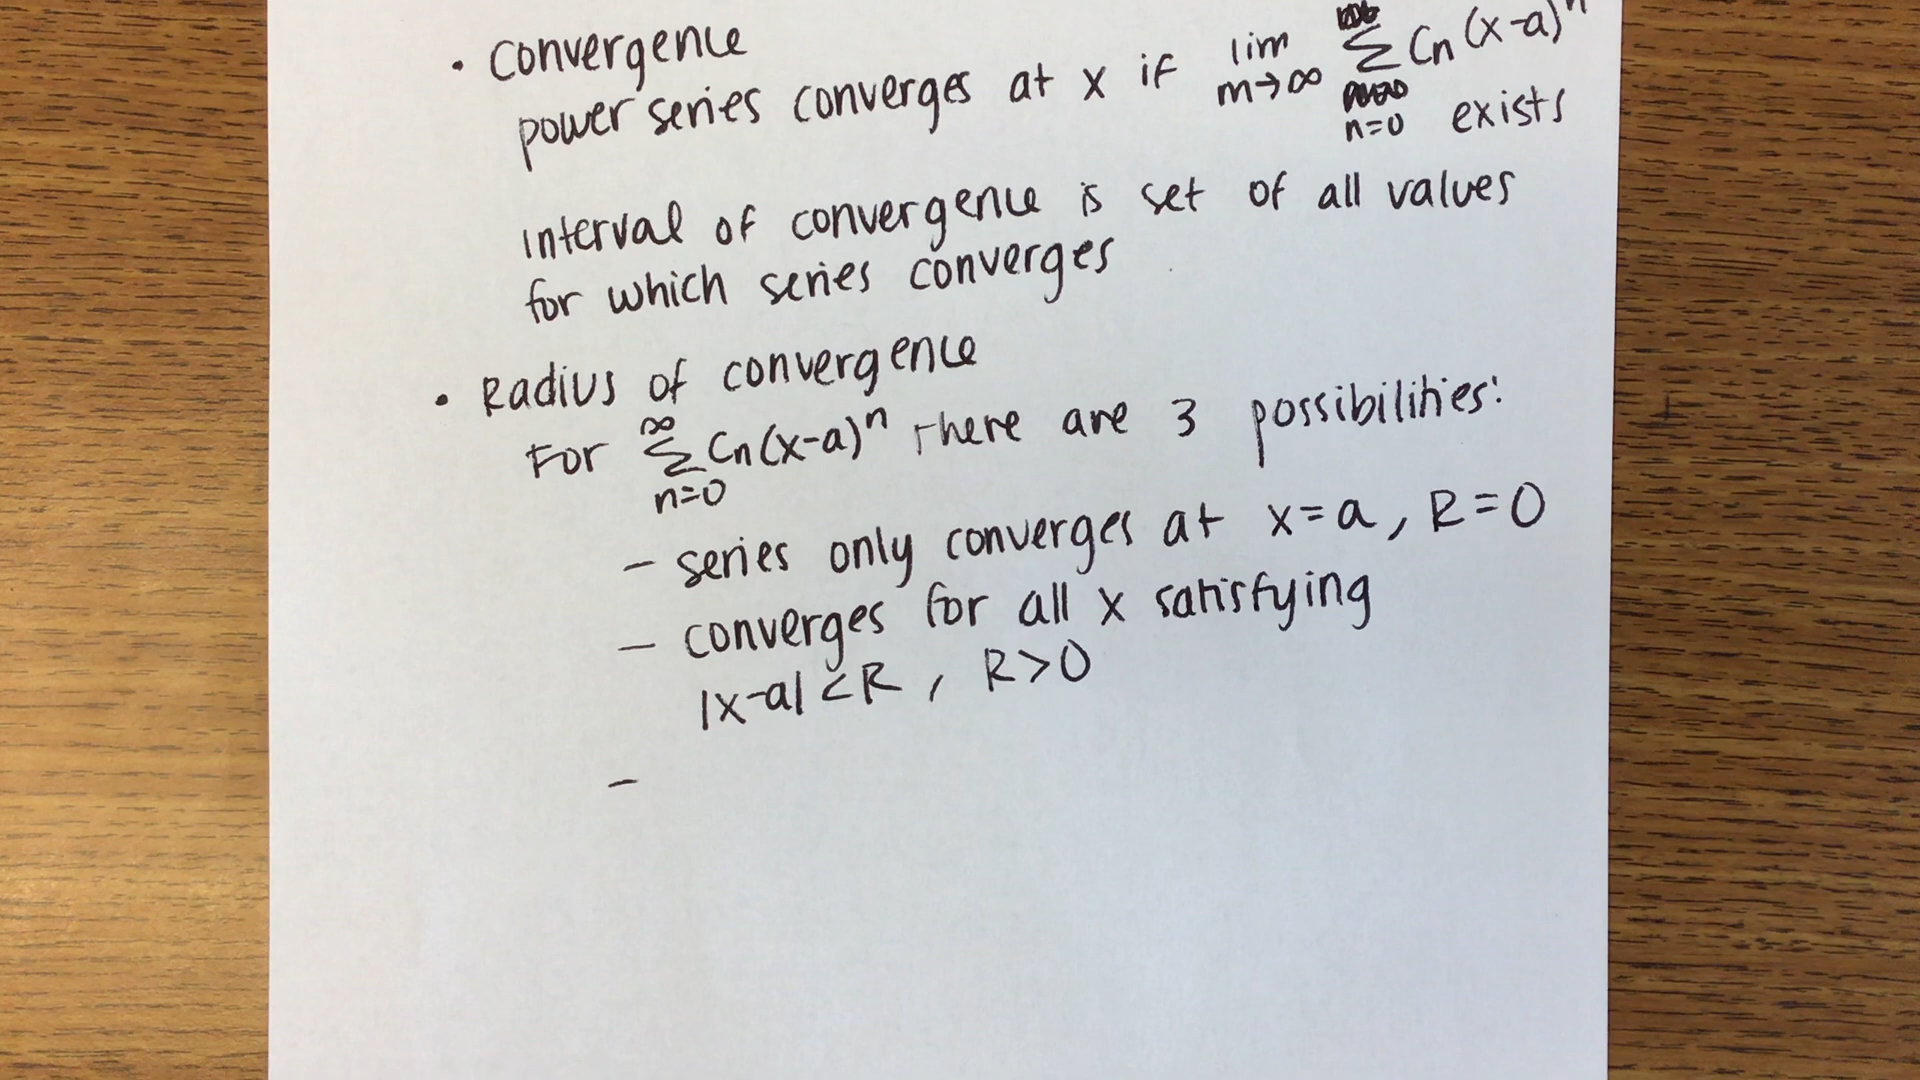 • Convergence
power series converges at x if lim m→∞ Σ n=0 Cn (x-a)^n exists
interval of convergence is set of all values
for which series converges
• Radius of convergence
For ∞ Σ n=0 Cn(x-a)^n there are 3 possibilities:
- series only converges at x=a, R=0
- converges for all x satisfying
|x-a|<R, R>0
-